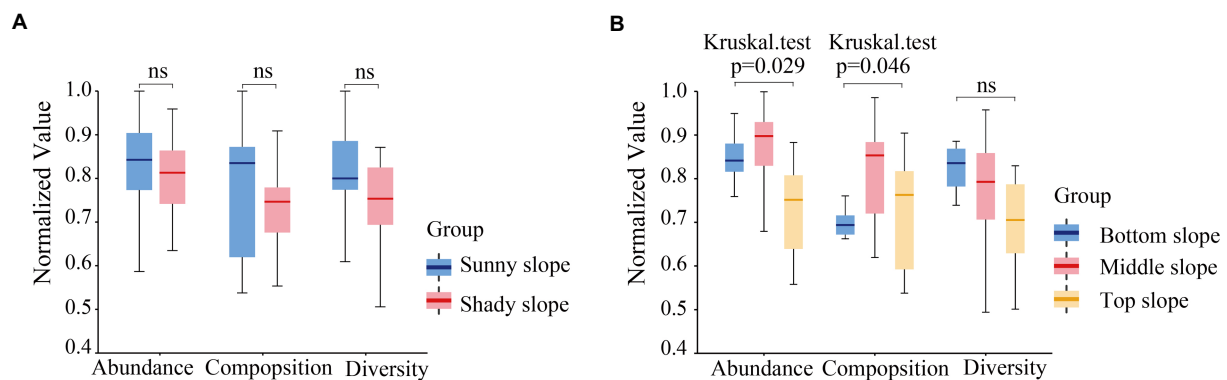 A
ns
ns
ns
1.0
0.9
0.8
0.7
0.6
0.5
0.4
Normalized Value
Abundance
Compopsition
Diversity
Group
Sunny slope
Shady slope
B
Kruskal.test
p=0.029
Kruskal.test
p=0.046
ns
1.0
0.9
0.8
0.7
0.6
0.5
0.4
Normalized Value
Abundance
Compopsition
Diversity
Group
Bottom slope
Middle slope
Top slope